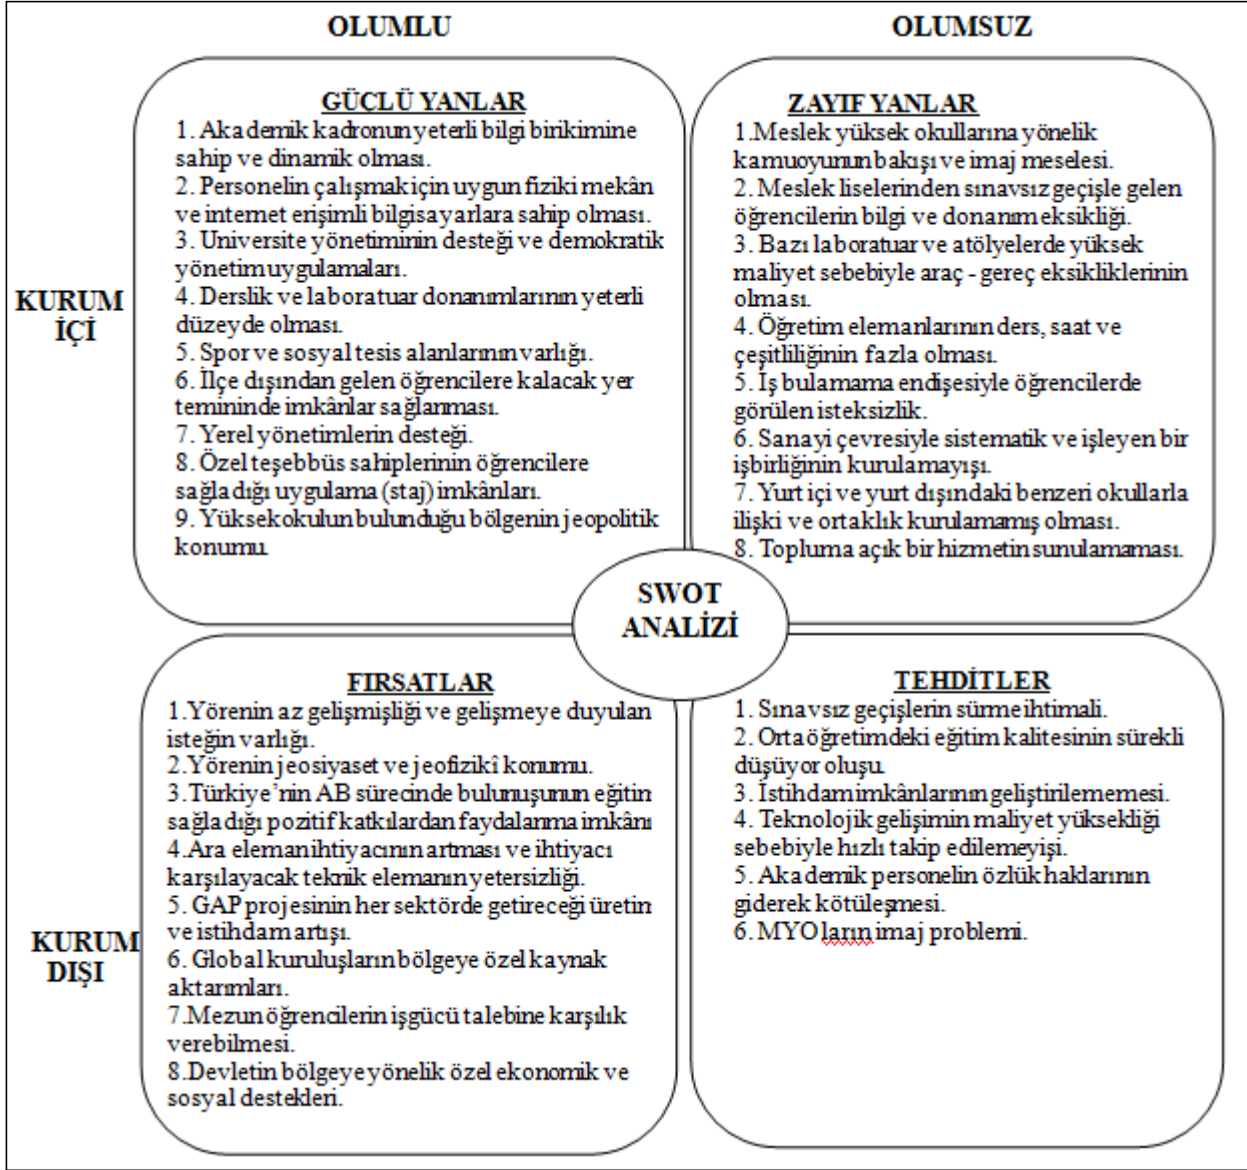 OLUMLU
OLUMSUZ
KURUM
İÇİ
GÜÇLÜ YANLAR
1. Akademik kadronun yeterli bilgi birikimine
sahip ve dinamik olması.
2. Personelin çalışmak için uygun fiziki mekân
ve internet erişimli bilgisayarlara sahip olması.
3. Universite yönetiminin desteği ve demokratik
yönetim uygulamaları.
4. Derslik ve laboratuar donanımlarının yeterli
düzeyde olması.
5. Spor ve sosyal tesis alanlarının varlığı.
6. İlçe dışından gelen öğrencilere kalacak yer
temininde imkânlar sağlanması.
7. Yerel yönetimlerin desteği.
8. Özel teşebbüs sahiplerinin öğrencilere
sağladığı uygulama (staj) imkânları.
9. Yüksekokulun bulunduğu bölgenin jeopolitik
konumu.
ZAYIF YANLAR
1.Meslek yüksek okullarına yönelik
kamuoyunun bakışı ve imaj meselesi.
2. Meslek liselerinden sınavsız geçişle gelen
öğrencilerin bilgi ve donanım eksikliği.
3. Bazı laboratuar ve atölyelerde yüksek
maliyet sebebiyle araç - gereç eksikliklerinin
olması.
4. Öğretim elemanlarının ders, saat ve
çeşitliliğinin fazla olması.
5. İş bulamama endişesiyle öğrencilerde
görülen isteksizlik.
6. Sanayi çevresiyle sistematik ve işleyen bir
işbirliğinin kurulamayışı.
7. Yurt içi ve yurt dışındaki benzeri okullarla
ilişki ve ortaklık kurulamamış olması.
8. Topluma açık bir hizmetin sunulamaması.
SWOT
ANALİZİ
KURUM
DIŞI
FIRSATLAR
1.Yörenin az gelişmişliği ve gelişmeye duyulan
isteğin varlığı.
2.Yörenin jeosiyaset ve jeofizikî konumu.
3.Türkiye’nin AB sürecinde bulunuşunun eğitim
sağladığı pozitif katkılardan faydalanma imkânı
4.Ara eleman ihtiyacının artması ve ihtiyacı
karşılayacak teknik elemanın yetersizliği.
5. GAP projesinin her sektörde getireceği üretim
ve istihdam artışı.
6. Global kuruluşların bölgeye özel kaynak
aktarımları.
7.Mezun öğrencilerin işgücü talebine karşılık
verebilmesi.
8.Devletin bölgeye yönelik özel ekonomik ve
sosyal destekleri.
TEHDİTLER
1. Sınavsız geçişlerin sürme ihtimali.
2. Orta öğretimdeki eğitim kalitesinin sürekli
düşüyor oluşu.
3. İstihdam imkânlarının geliştirilememesi.
4. Teknolojik gelişimin maliyet yüksekliği
sebebiyle hızlı takip edilemeyişi.
5. Akademik personelin özlük haklarının
giderek kötüleşmesi.
6. MYO ların imaj problemi.